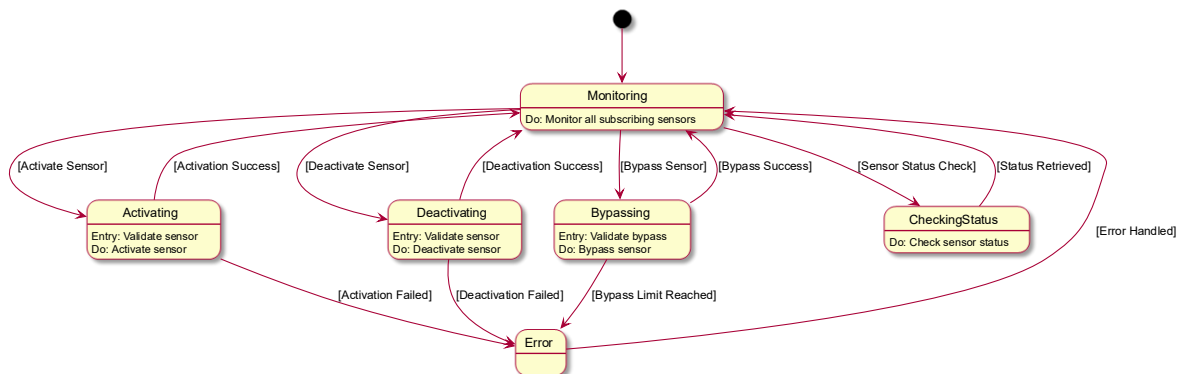 Monitoring
Do: Monitor all subscribing sensors
[Activate Sensor]
[Activation Success]
[Deactivate Sensor]
[Deactivation Success]
[Bypass Sensor]
[Bypass Success]
[Sensor Status Check]
[Status Retrieved]
Activating
Entry: Validate sensor
Do: Activate sensor
Deactivating
Entry: Validate sensor
Do: Deactivate sensor
Bypassing
Entry: Validate bypass
Do: Bypass sensor
CheckingStatus
Do: Check sensor status
[Error Handled]
[Activation Failed]
[Deactivation Failed]
[Bypass Limit Reached]
Error